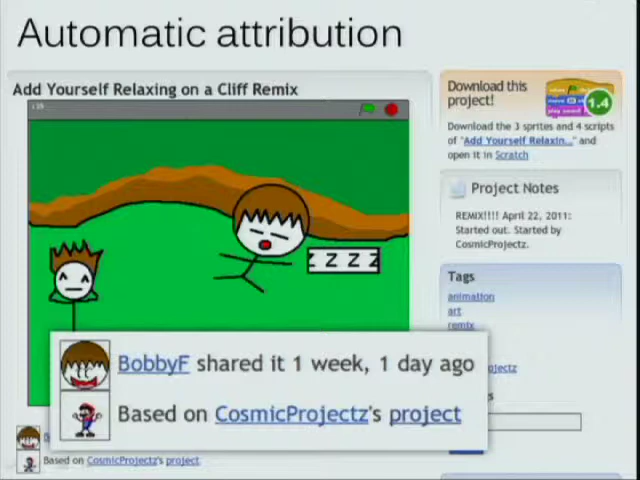 Automatic attribution
Add Yourself Relaxing on a Cliff Remix
Z Z Z Z
BobbyF shared it 1 week, 1 day ago
Based on CosmicProjectz's project
Based on CosmicProjectz's project
Download this
project!
1.4
Download the 3 sprites and 4 scripts
of "Add Yourself Relaxin..." and
open it in Scratch
Project Notes
REMIX!!!! April 22, 2011:
Started out. Started by
CosmicProjectz.
Tags
animation
art
remix